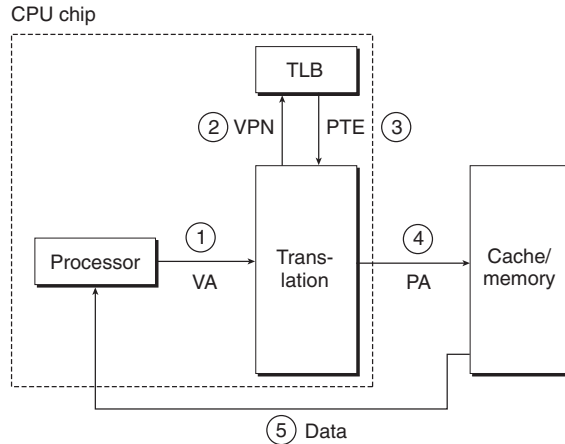 CPU chip
TLB
2 VPN
PTE 3
1
Processor
VA
Trans-
lation
4
PA
Cache/
memory
5 Data